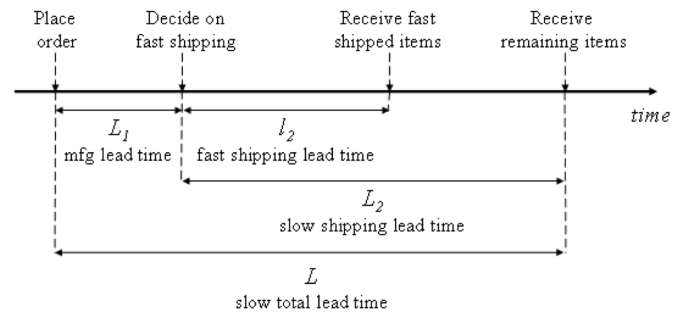 Place
order
Decide on
fast shipping
Receive fast
shipped items
Receive
remaining items
time
L1
mfg lead time
l2
fast shipping lead time
L2
slow shipping lead time
L
slow total lead time